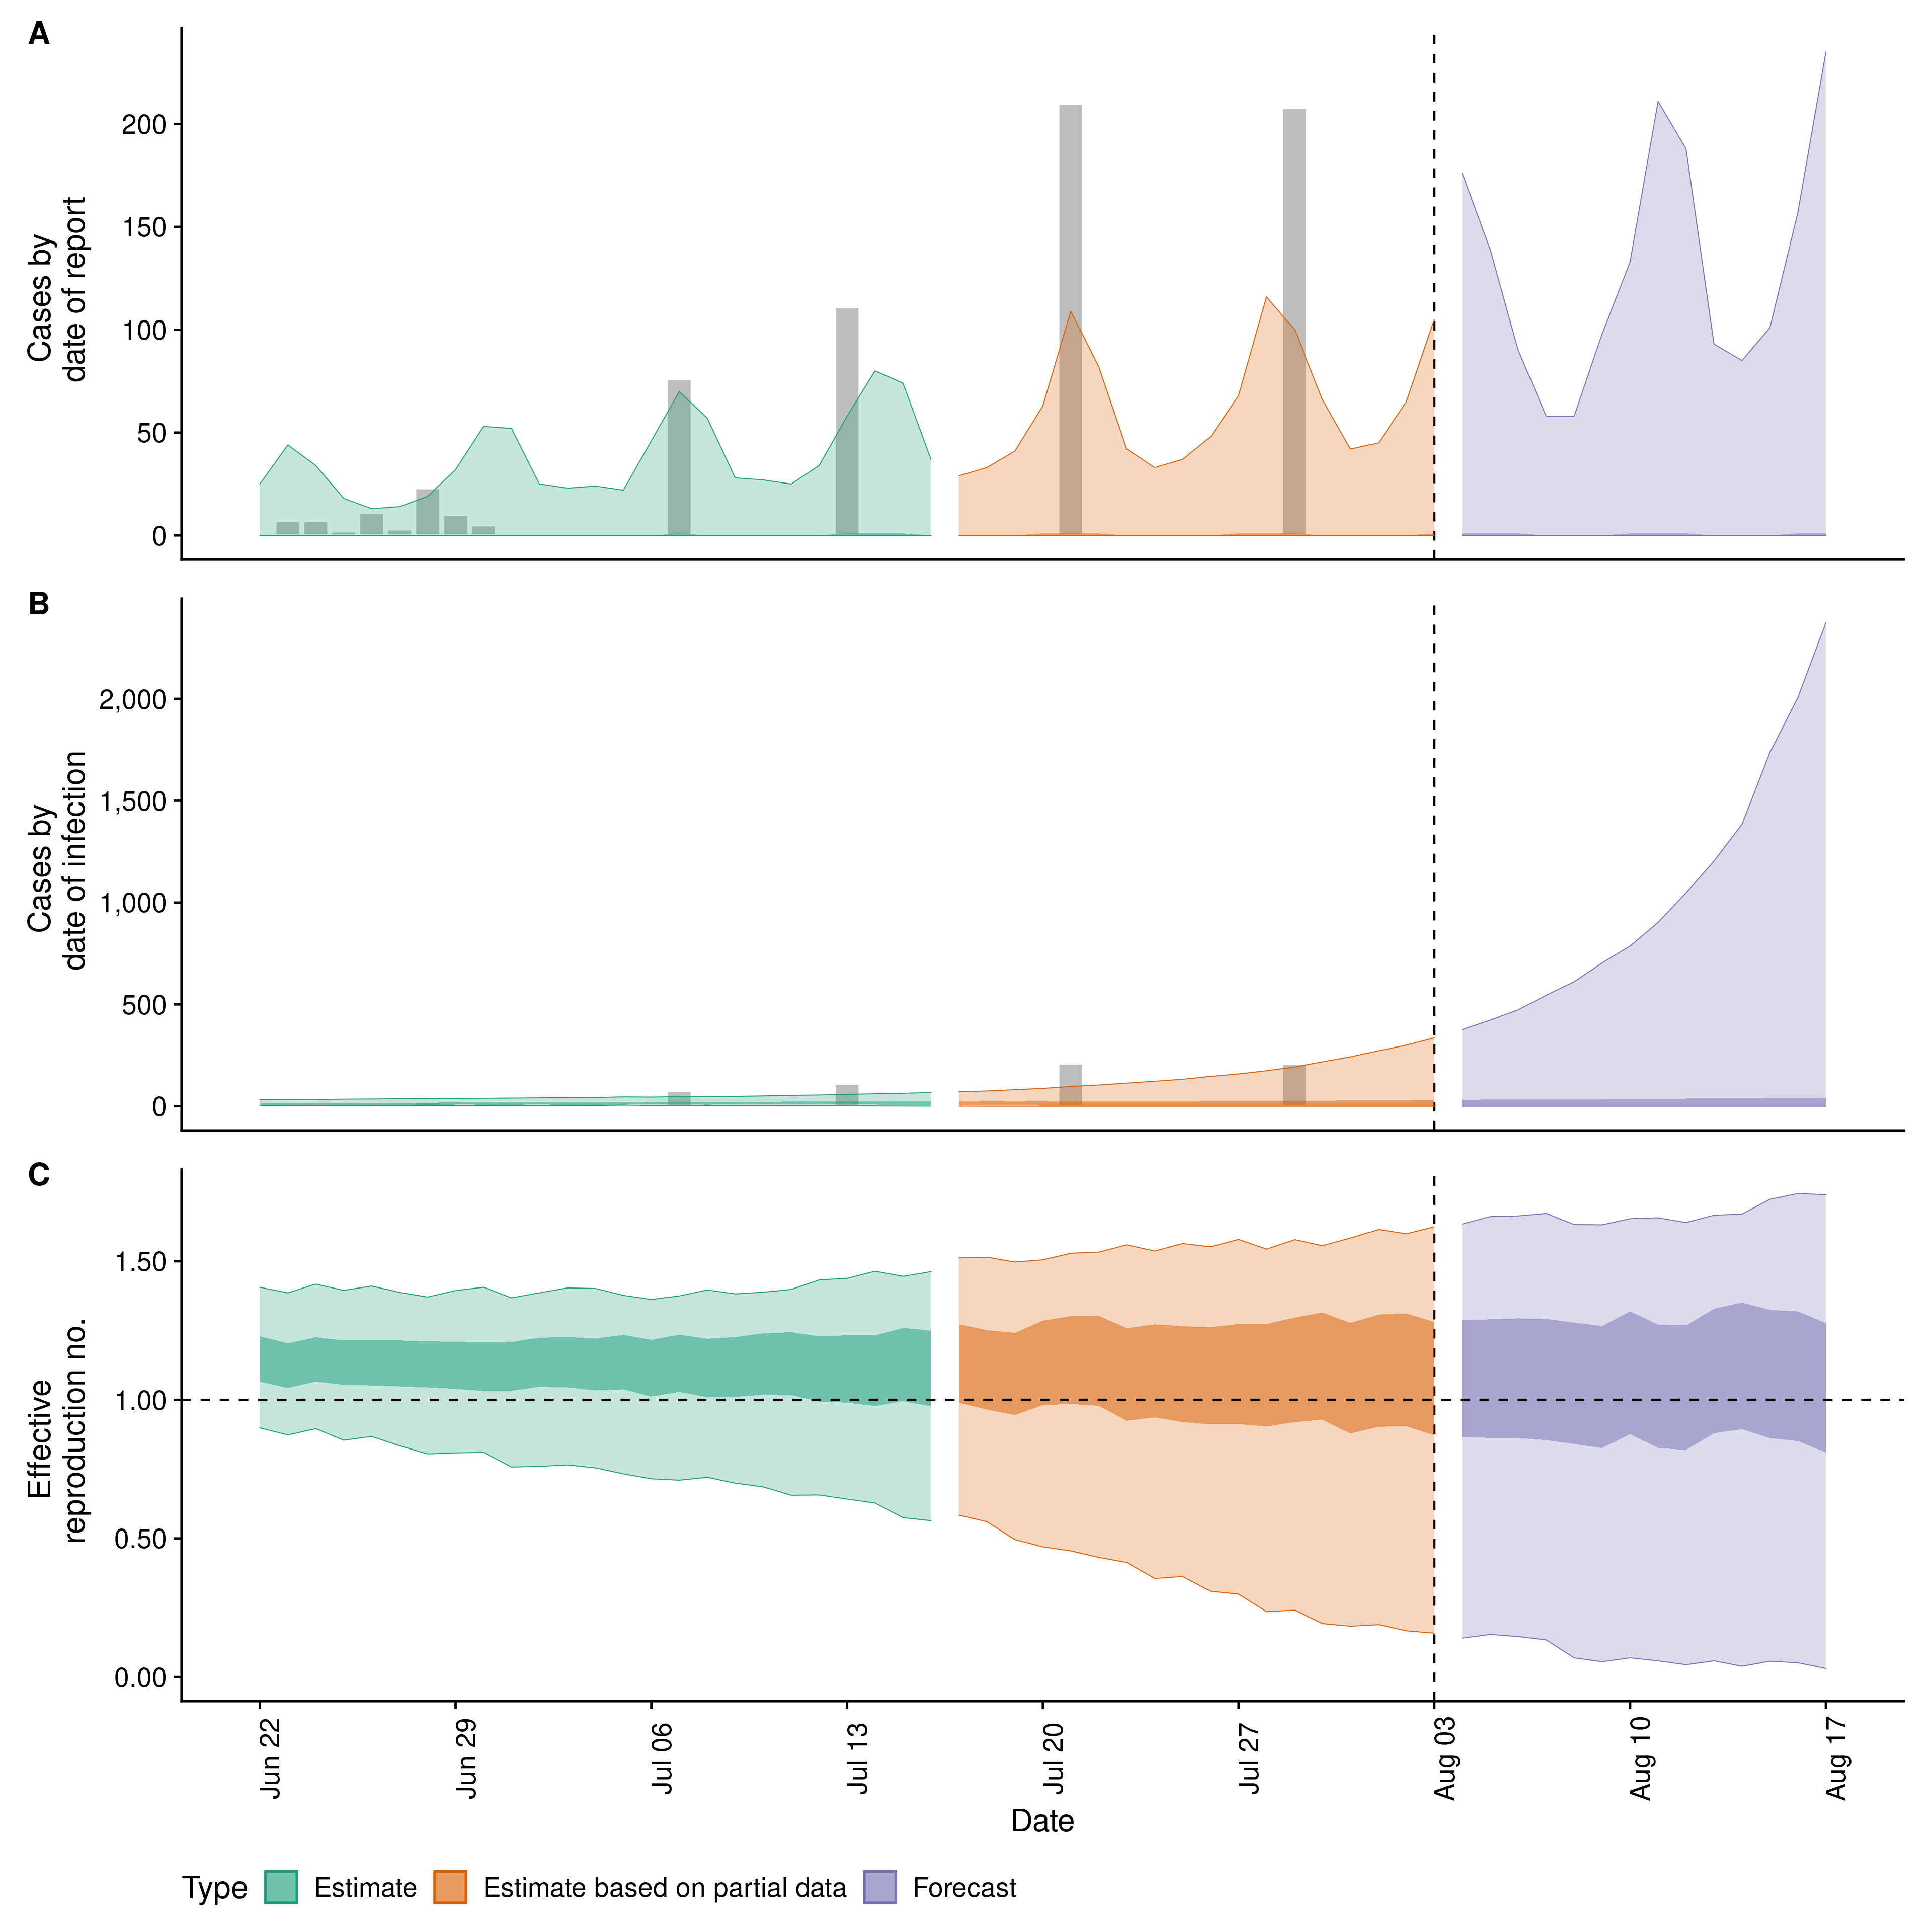 A
Cases by
date of report
200
150
100
50
0
B
Cases by
date of infection
2,000
1,500
1,000
500
0
C
Effective
reproduction no.
1.50
1.00
0.50
0.00
Jun 22
Jun 29
Jul 06
Jul 13
Jul 20
Jul 27
Aug 03
Aug 10
Aug 17
Date
Type Estimate Estimate based on partial data Forecast